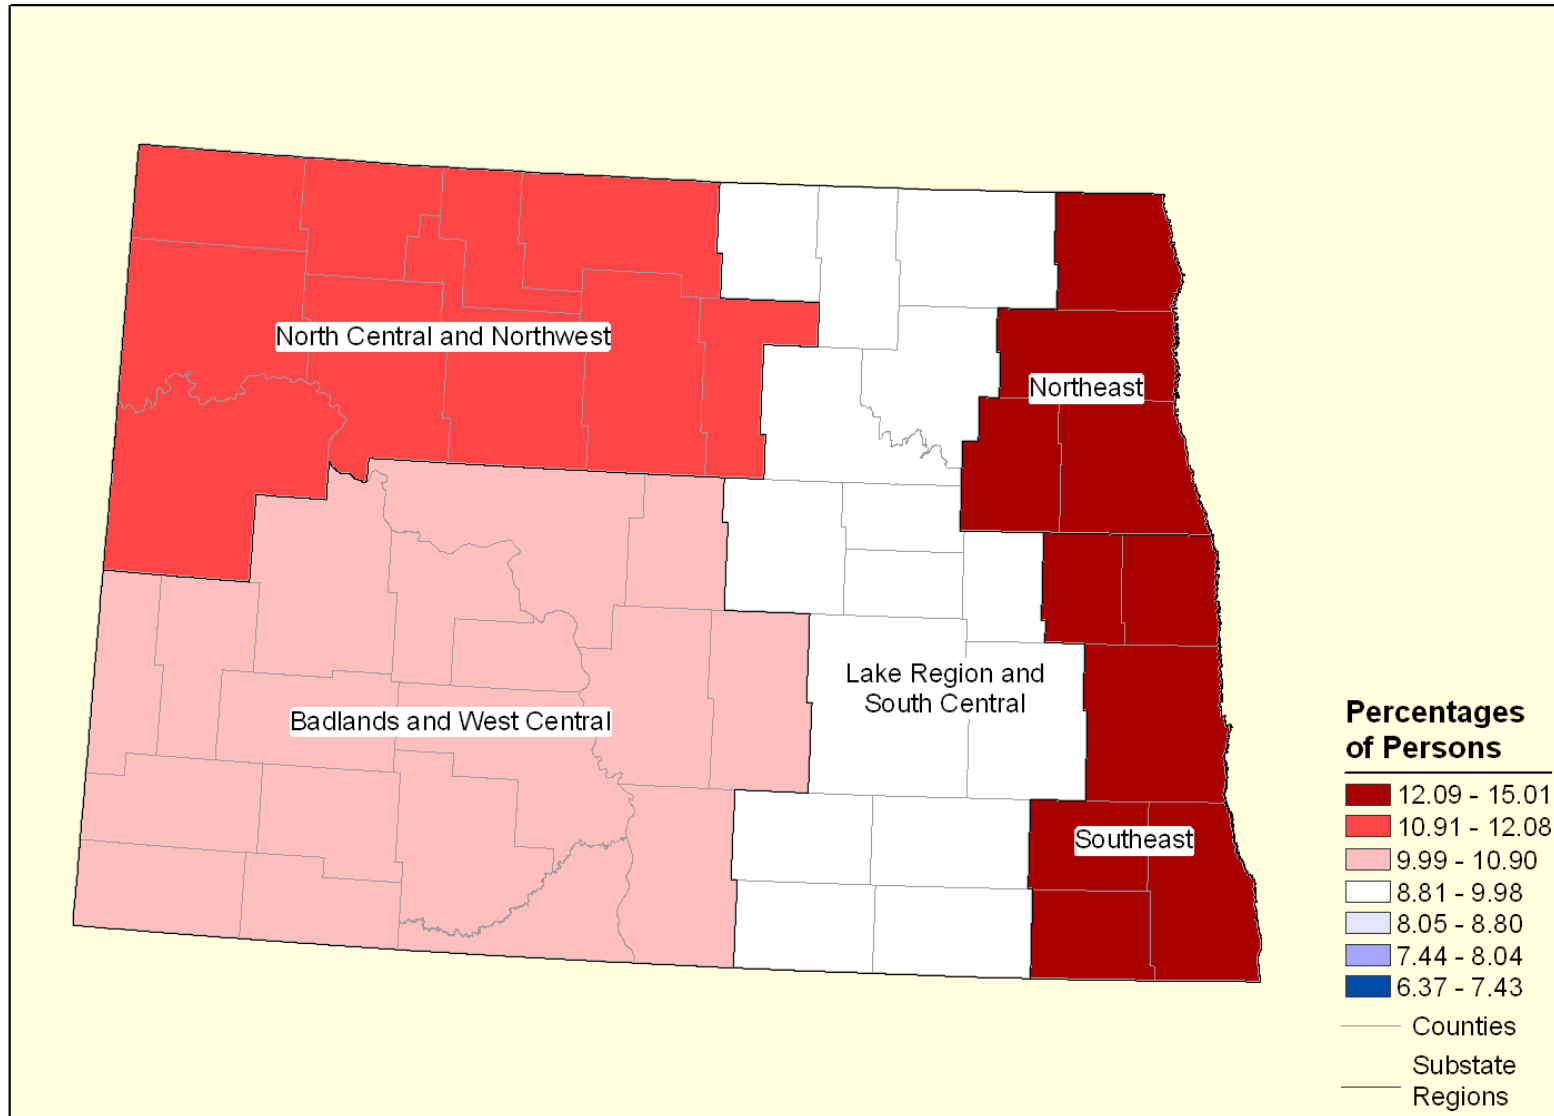 North Central and Northwest
Northeast
Lake Region and
South Central
Badlands and West Central
Southeast
Percentages
of Persons
12.09 - 15.01
10.91 - 12.08
9.99 - 10.90
8.81 - 9.98
8.05 - 8.80
7.44 - 8.04
6.37 - 7.43
Counties
Substate
Regions